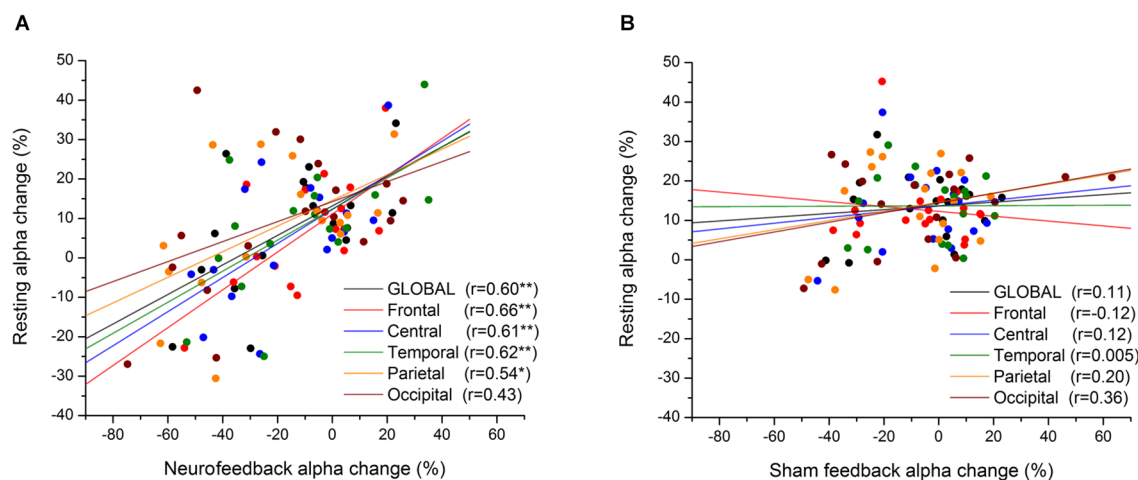 A
50
40
30
20
10
0
-10
-20
-30
-40
Resting alpha change (%)
-80 -60 -40 -20 0 20 40 60
Neurofeedback alpha change (%)
GLOBAL (r=0.60**)
Frontal (r=0.66**)
Central (r=0.61**)
Temporal (r=0.62**)
Parietal (r=0.54*)
Occipital (r=0.43)
B
50
40
30
20
10
0
-10
-20
-30
-40
Resting alpha change (%)
-80 -60 -40 -20 0 20 40 60
Sham feedback alpha change (%)
GLOBAL (r=0.11)
Frontal (r=-0.12)
Central (r=0.12)
Temporal (r=0.005)
Parietal (r=0.20)
Occipital (r=0.36)